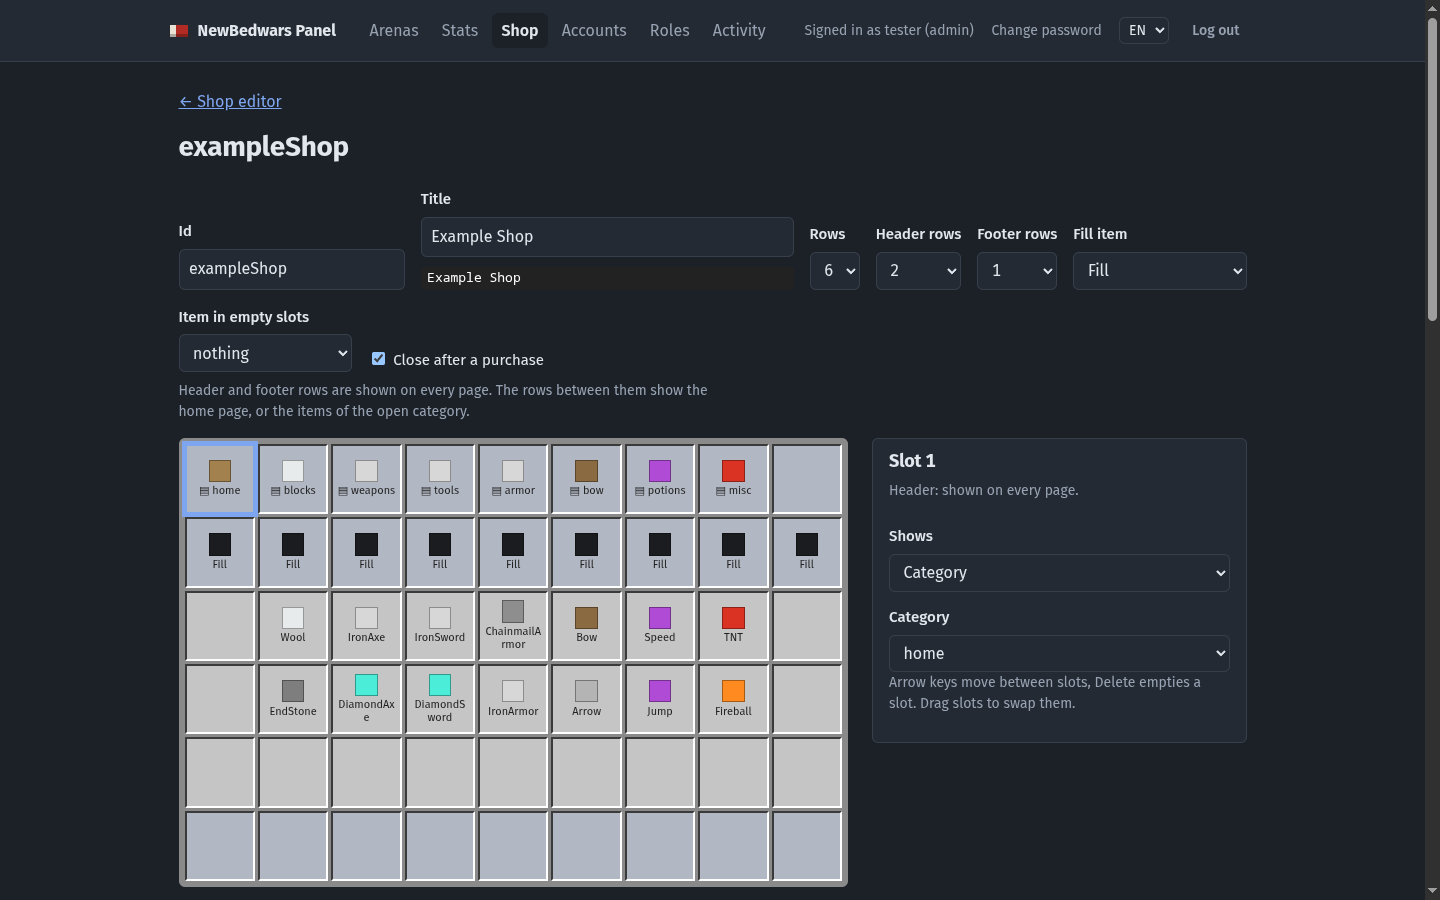 NewBedwars Panel Arenas Stats Shop Accounts Roles Activity Signed in as tester (admin) Change password EN Log out
← Shop editor
exampleShop
Id
exampleShop
Title
Example Shop
Example Shop
Rows
6
Header rows
2
Footer rows
1
Fill item
Fill
Item in empty slots
nothing
Close after a purchase
Header and footer rows are shown on every page. The rows between them show the
home page, or the items of the open category.
home blocks weapons tools armor bow potions misc
Fill Fill Fill Fill Fill Fill Fill Fill Fill
Wool IronAxe IronSword ChainmailA
rmor Bow Speed TNT
EndStone DiamondAx
e DiamondS
word IronArmor Arrow Jump Fireball
Slot 1
Header: shown on every page.
Shows
Category
Category
home
Arrow keys move between slots, Delete empties a
slot. Drag slots to swap them.